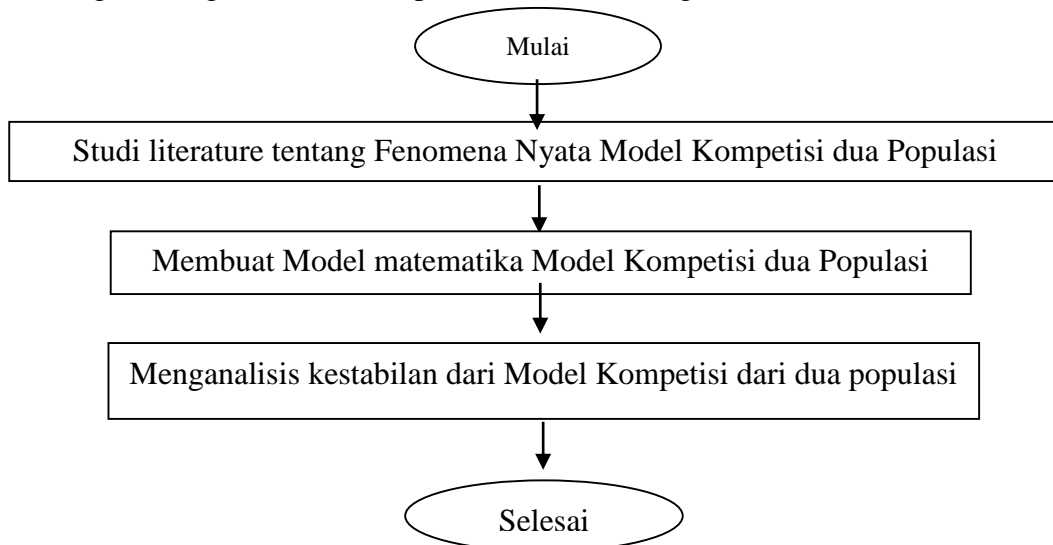 Mulai
Studi literature tentang Fenomena Nyata Model Kompetisi dua Populasi
Membuat Model matematika Model Kompetisi dua Populasi
Menganalisis kestabilan dari Model Kompetisi dari dua populasi
Selesai